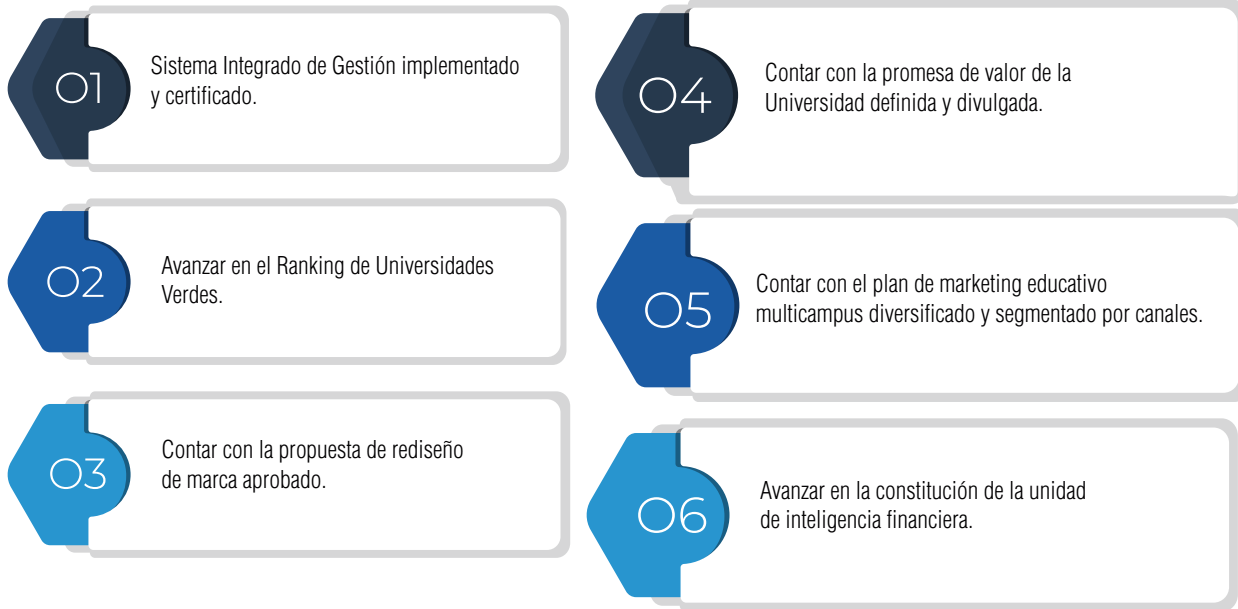 01
Sistema Integrado de Gestión implementado
y certificado.
02
Avanzar en el Ranking de Universidades
Verdes.
03
Contar con la propuesta de rediseño
de marca aprobado.
04
Contar con la promesa de valor de la
Universidad definida y divulgada.
05
Contar con el plan de marketing educativo
multicampus diversificado y segmentado por canales.
06
Avanzar en la constitución de la unidad
de inteligencia financiera.